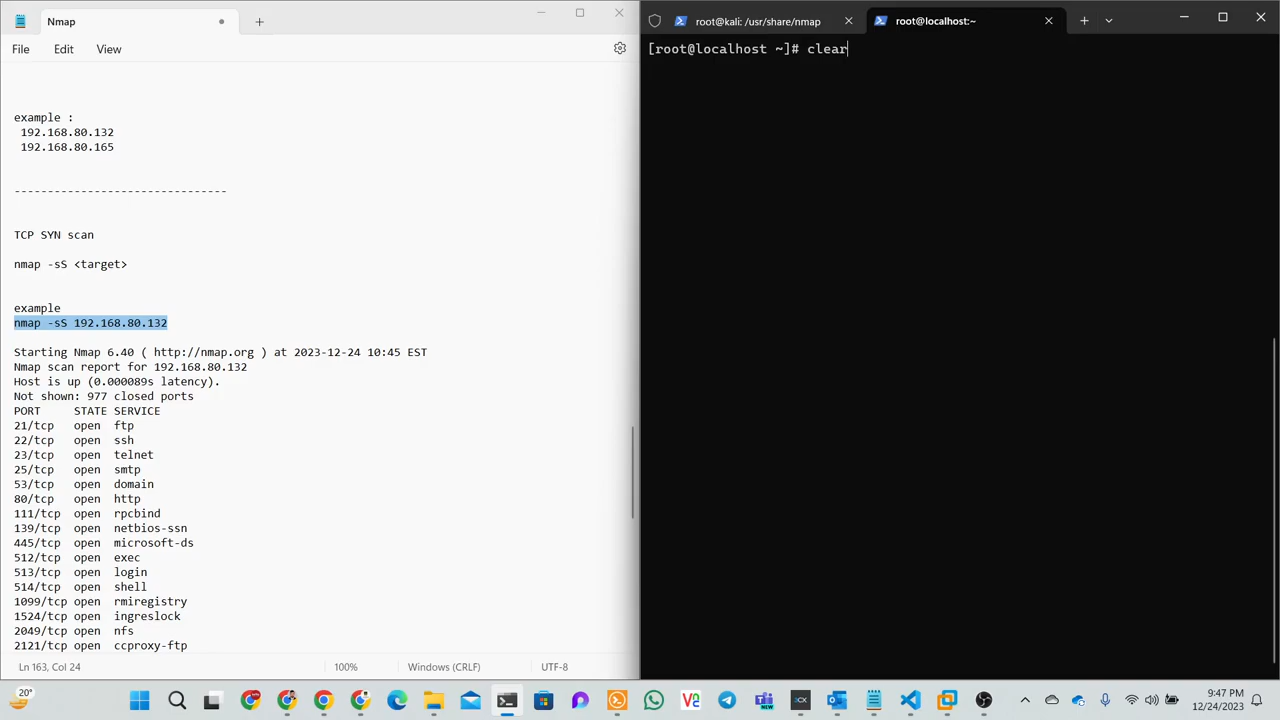 Nmap
File Edit View
example :
192.168.80.132
192.168.80.165
--------------------------------
TCP SYN scan
nmap -sS <target>
example
nmap -sS 192.168.80.132
Starting Nmap 6.40 ( http://nmap.org ) at 2023-12-24 10:45 EST
Nmap scan report for 192.168.80.132
Host is up (0.000089s latency).
Not shown: 977 closed ports
PORT     STATE SERVICE
21/tcp   open  ftp
22/tcp   open  ssh
23/tcp   open  telnet
25/tcp   open  smtp
53/tcp   open  domain
80/tcp   open  http
111/tcp  open  rpcbind
139/tcp  open  netbios-ssn
445/tcp  open  microsoft-ds
512/tcp  open  exec
513/tcp  open  login
514/tcp  open  shell
1099/tcp open  rmiregistry
1524/tcp open  ingreslock
2049/tcp open  nfs
2121/tcp open  ccproxy-ftp
Ln 163, Col 24 100% Windows (CRLF) UTF-8
root@kali: /usr/share/nmap
root@localhost:~
[root@localhost ~]# clear
20°
9:47 PM
12/24/2023